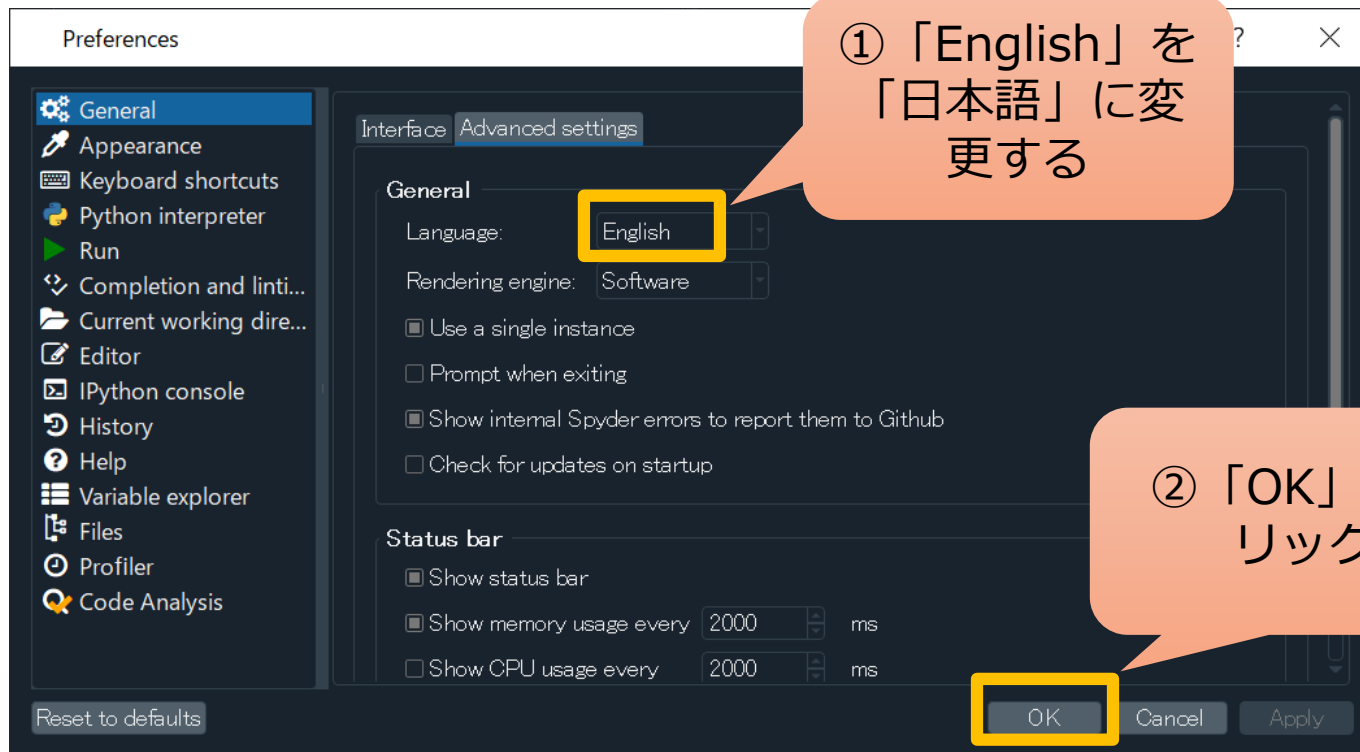 Preferences
?
①「English」を
「日本語」に変
更する
General
Appearance
Keyboard shortcuts
Python interpreter
Run
Completion and linti...
Current working dire...
Editor
IPython console
History
Help
Variable explorer
Files
Profiler
Code Analysis
Interface Advanced settings
General
Language: English
Rendering engine: Software
Use a single instance
Prompt when exiting
Show internal Spyder errors to report them to Github
Check for updates on startup
②「OK」
リック
Status bar
Show status bar
Show memory usage every 2000 ms
Show CPU usage every 2000 ms
Reset to defaults
OK Cancel Apply